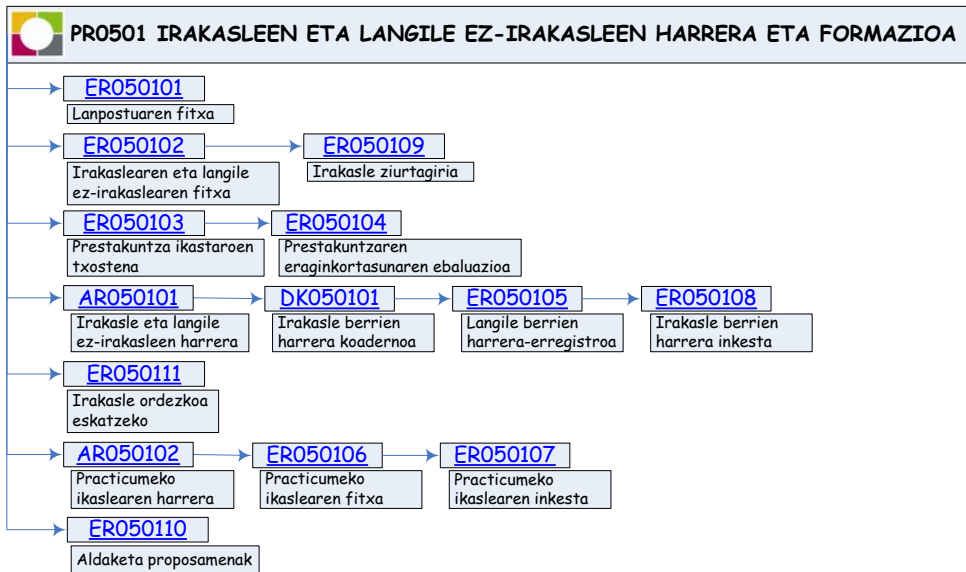 PR0501 IRAKASLEEN ETA LANGILE EZ-IRAKASLEEN HARRERA ETA FORMAZIOA
ER050101
Lanpostuaren fitxa
ER050102
Irakaslearen eta langile
ez-irakaslearen fitxa
ER050109
Irakasle ziurtagiria
ER050103
Prestakuntza ikastaroen
txostena
ER050104
Prestakuntzaren
eraginkortasunaren ebaluazioa
AR050101
Irakasle eta langile
ez-irakasleen harrera
DK050101
Irakasle berrien
harrera koadernoa
ER050105
Langile berrien
harrera-erregistroa
ER050108
Irakasle berrien
harrera inkesta
ER050111
Irakasle ordezkoa
eskatzeko
AR050102
Practicumeko
ikaslearen harrera
ER050106
Practicumeko
ikaslearen fitxa
ER050107
Practicumeko
ikaslearen inkesta
ER050110
Aldaketa proposamenak